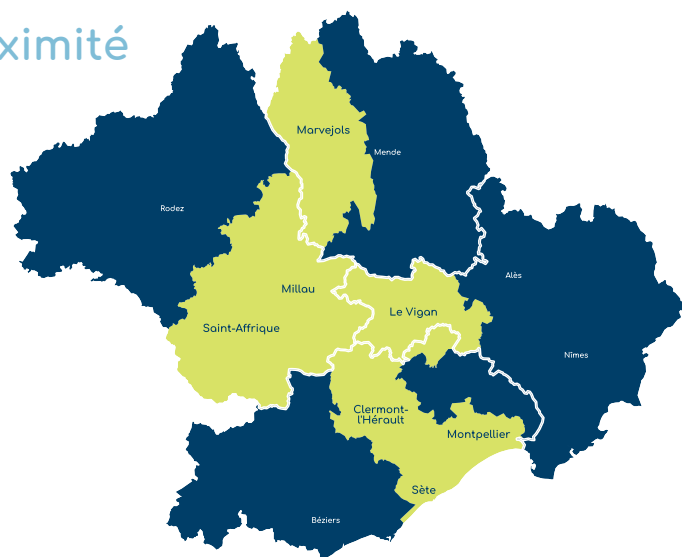 ximité
Marvejols
Mende
Rodez
Alès
Millau
Le Vigan
Saint-Affrique
Nîmes
Clermont-
l'Hérault
Montpellier
Sète
Béziers